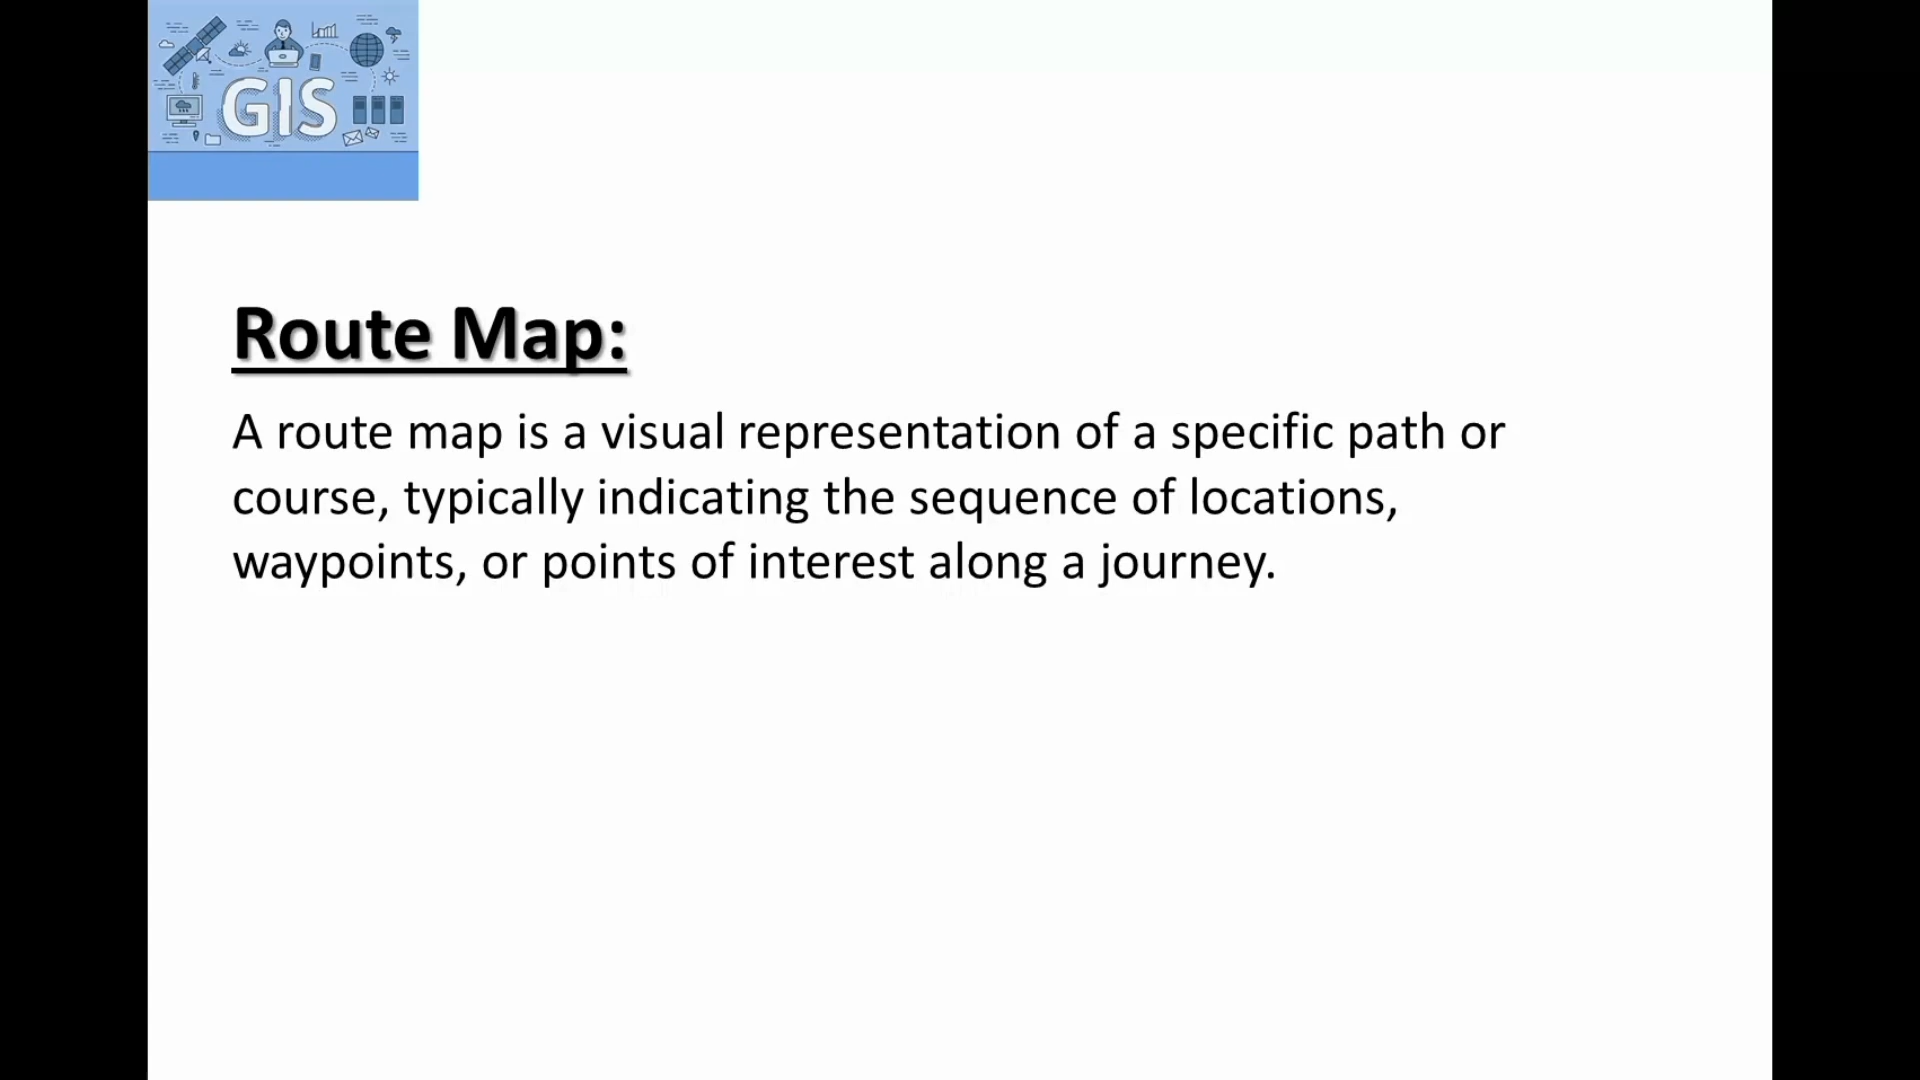 GIS
Route Map:
A route map is a visual representation of a specific path or
course, typically indicating the sequence of locations,
waypoints, or points of interest along a journey.